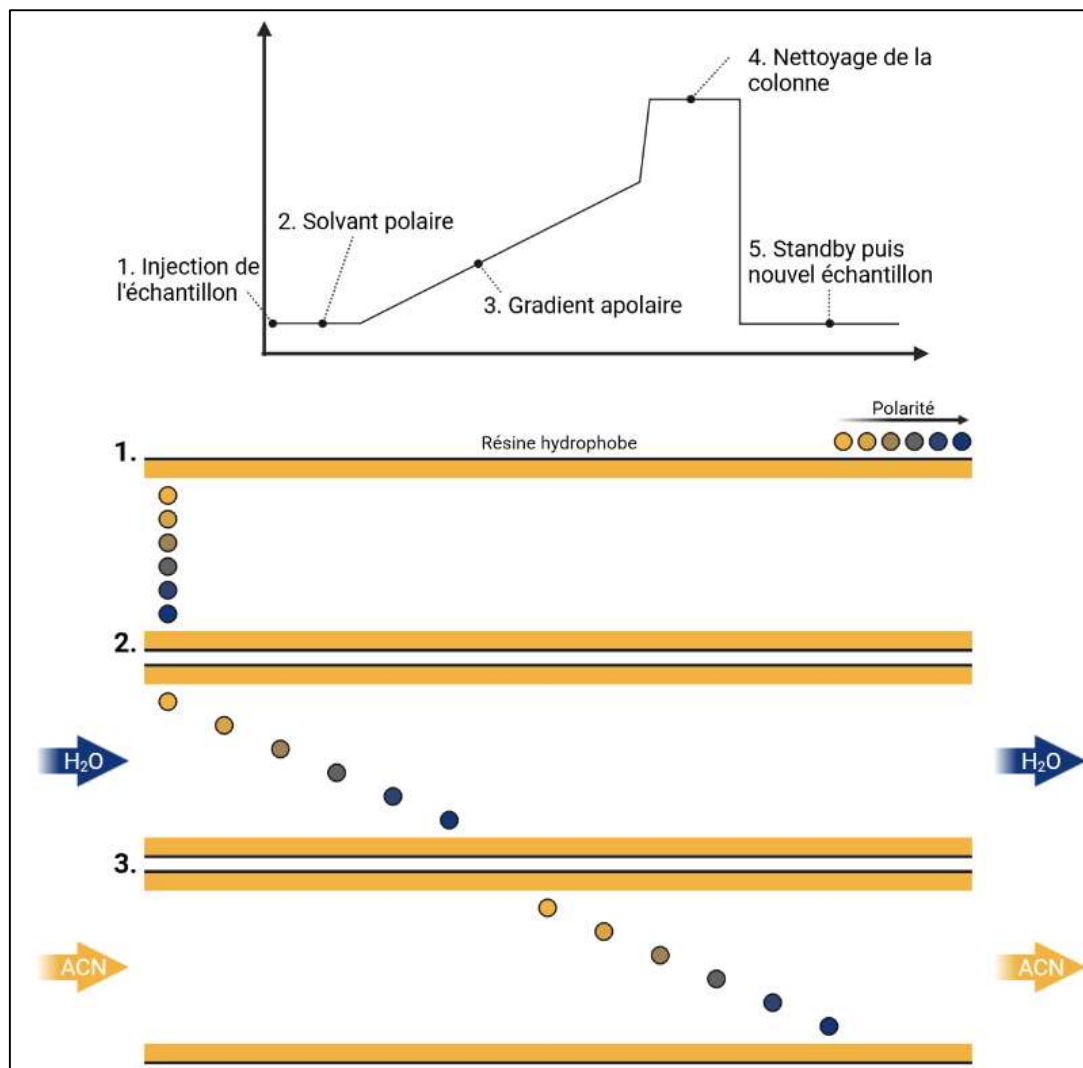 4. Nettoyage de la
colonne
2. Solvant polaire
1. Injection de
l'échantillon
3. Gradient apolaire
5. Standby puis
nouvel échantillon
Polarité
Résine hydrophobe
1.
2.
H₂O
H₂O
3.
ACN
ACN